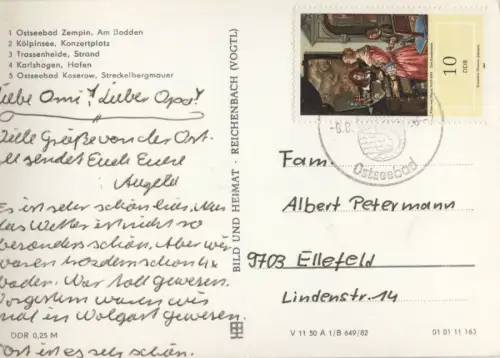 1 Ostseebad Zempin, Am Bodden
2 Kölpinsee, Konzertplatz
3 Trassenheide, Strand
4 Karlshagen, Hafen
5 Ostseebad Koserow, Streckelbergmauer
Liebe Omi! Lieber Opa!
Viele Grüße von der Ost-
sendet Euch Eure
Angela
Es ist sehr schön hier. Nur
das Wetter ist nicht so
besonders schön. Aber wir
waren trotzdem schon 4x
baden. War toll gewesen.
Vorgestern waren wir
mal in Wolgast gewesen.
Dort ist es sehr schön.
DDR 0,25 M
BILD UND HEIMAT · REICHENBACH (VOGTL)
10
DDR
Ostseebad
Fam.
Albert Petermann
9703 Ellefeld
Lindenstr. 14
V 11 50 A 1/B 649/82
01 01 11 163